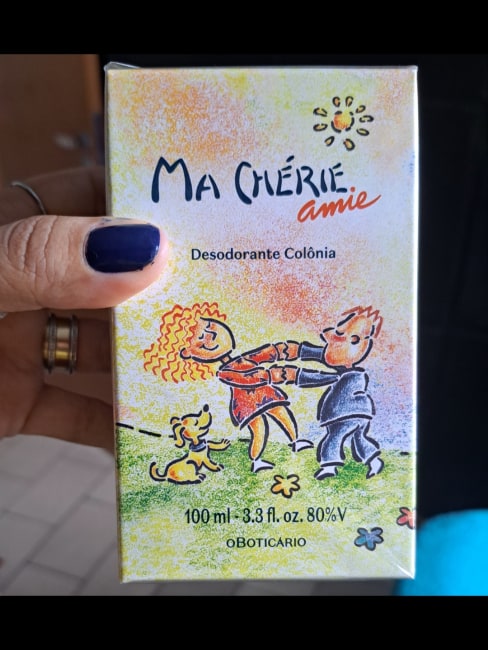 MA CHÉRIE
amie
Desodorante Colônia
100 ml - 3.3 fl. oz. 80%V
oBOTICÁRIO